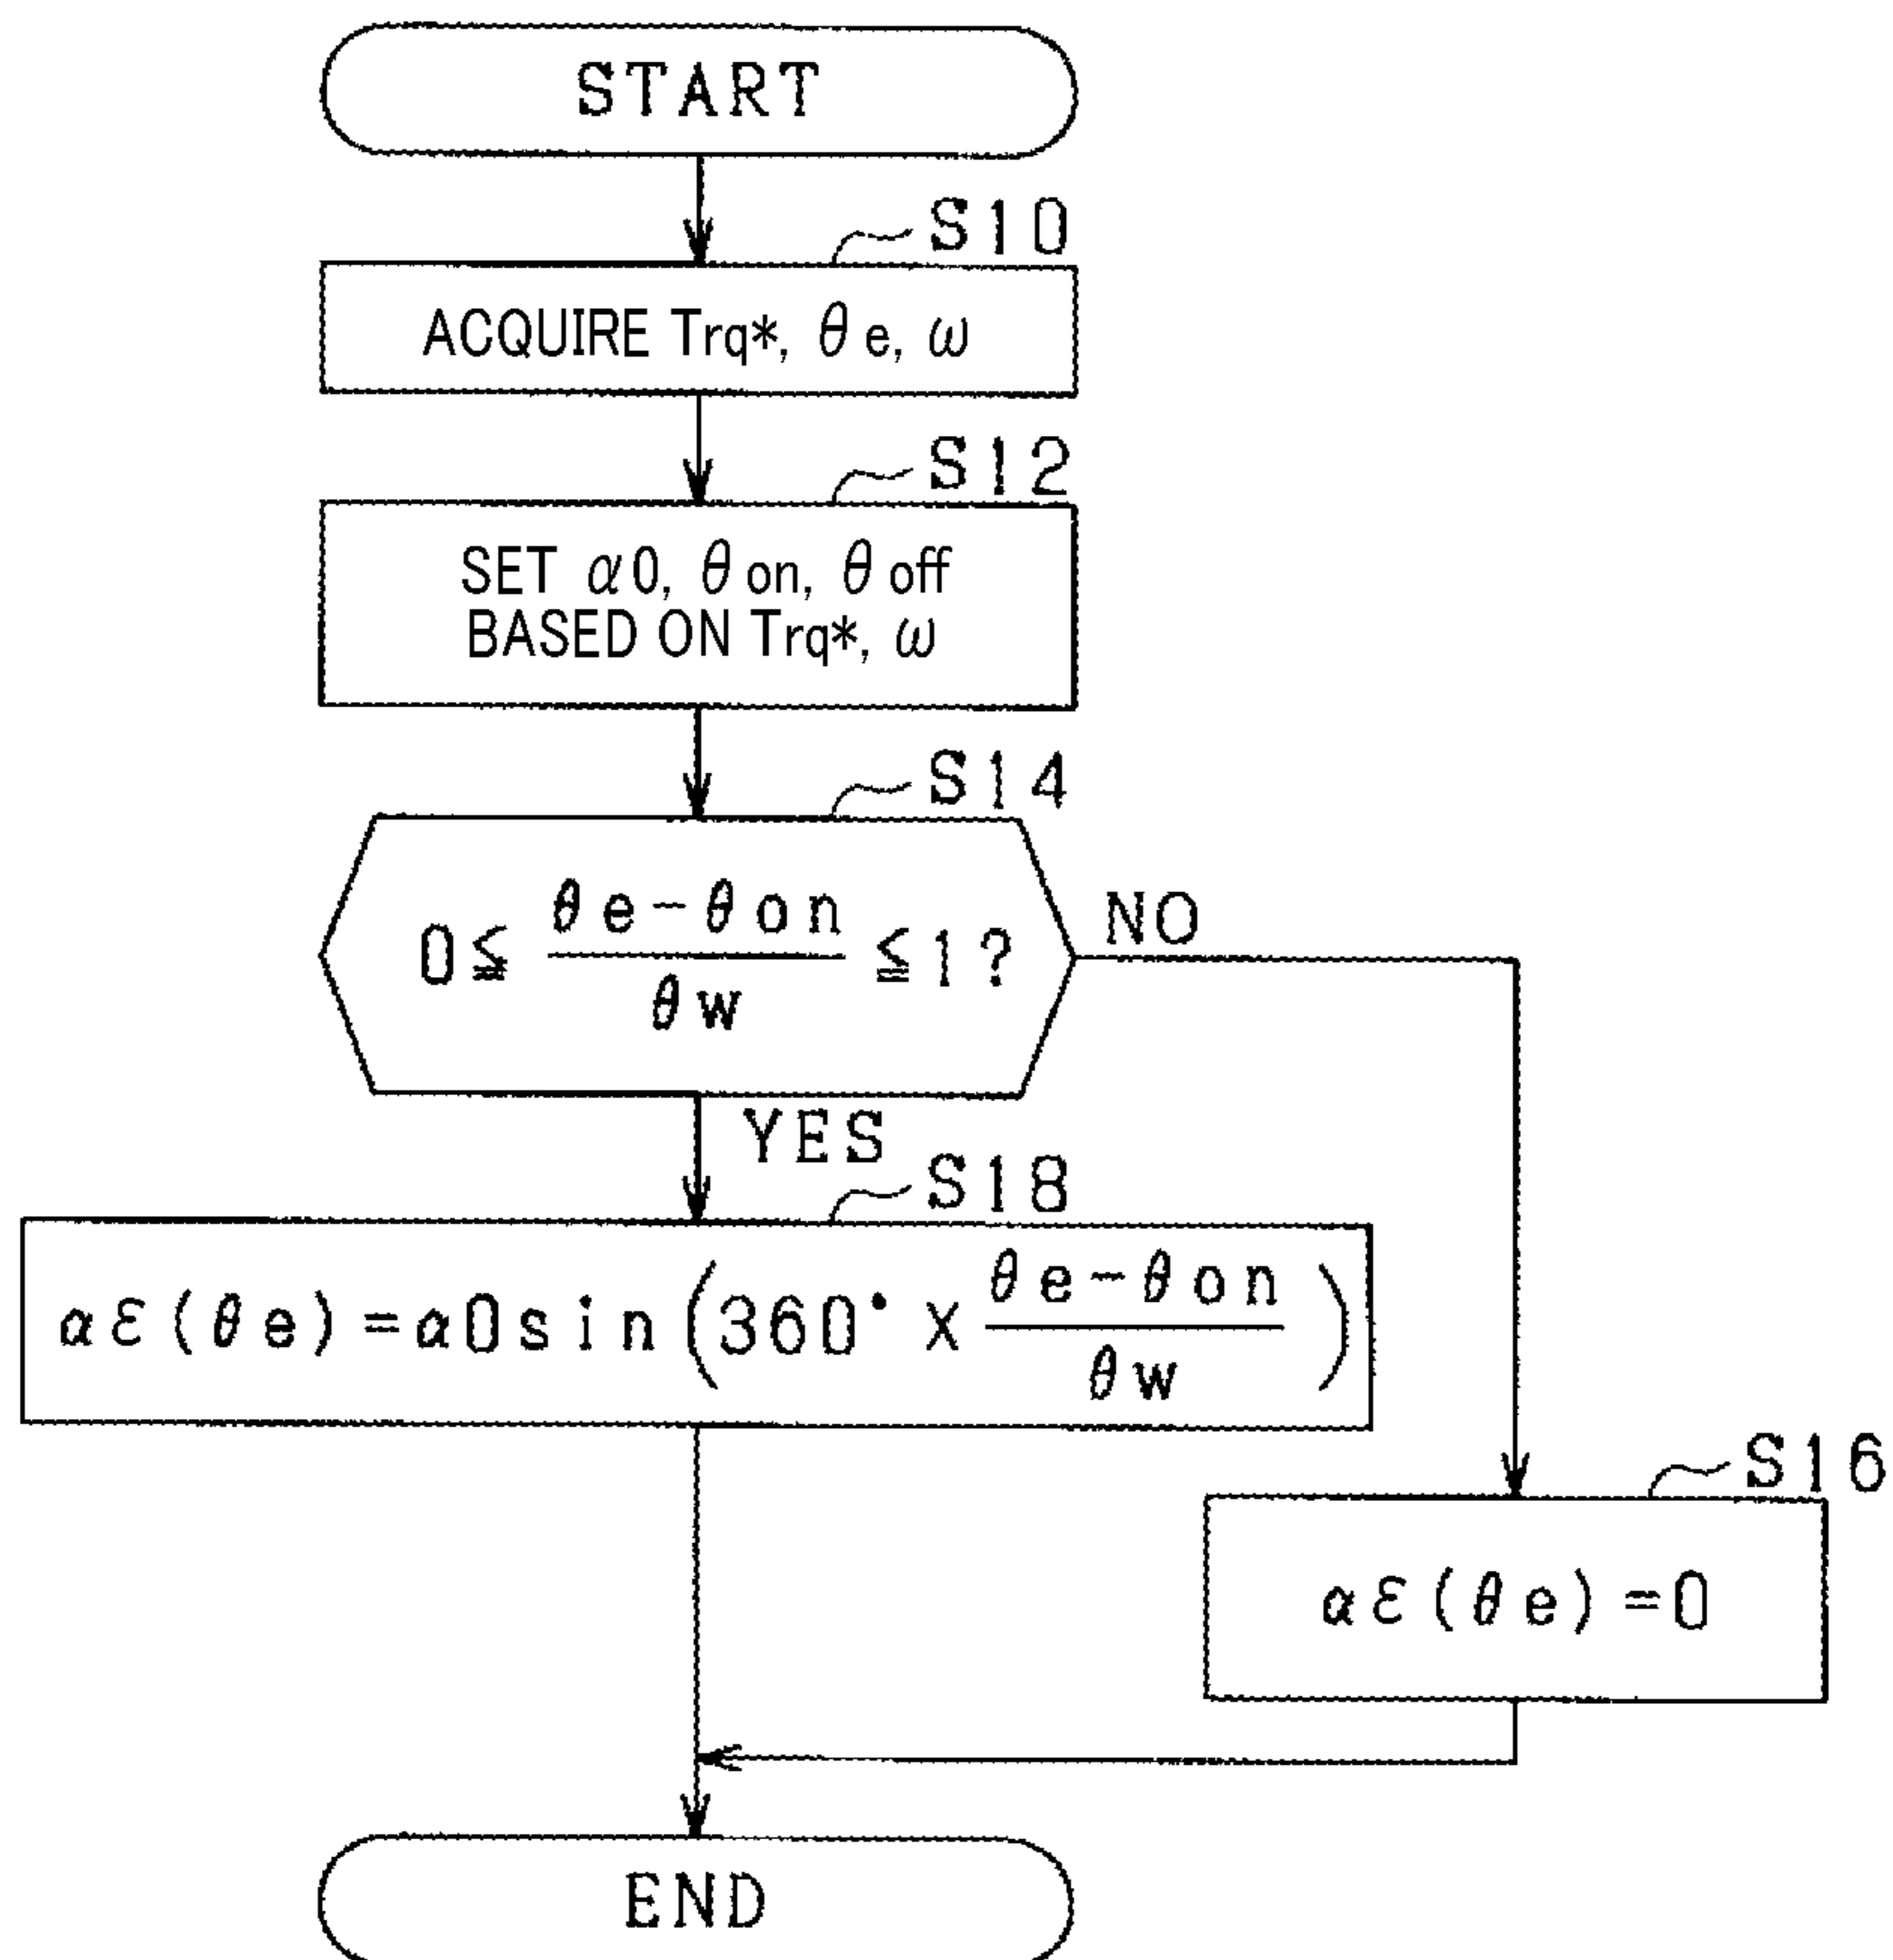 START
S10
ACQUIRE Trq*, θe, ω
S12
SET α0, θon, θoff
BASED ON Trq*, ω
S14
0≦ (θe-θon)/θw ≦1?
NO
YES
S18
αε(θe)=α0sin(360°×(θe-θon)/θw)
S16
αε(θe)=0
END